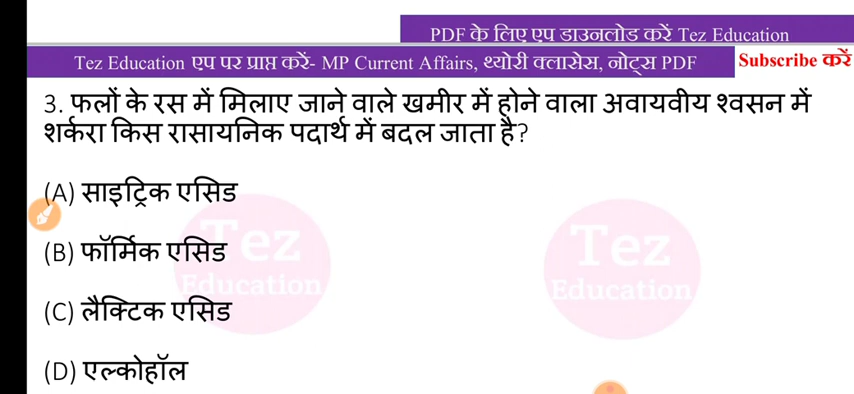 PDF के लिए एप डाउनलोड करें Tez Education
Tez Education एप पर प्राप्त करें- MP Current Affairs, थ्योरी क्लासेस, नोट्स PDF
Subscribe करें
3. फलों के रस में मिलाए जाने वाले खमीर में होने वाला अवायवीय श्वसन में
शर्करा किस रासायनिक पदार्थ में बदल जाता है?
(A) साइट्रिक एसिड
(B) फॉर्मिक एसिड
(C) लैक्टिक एसिड
(D) एल्कोहॉल
Tez
Education
Tez
Education